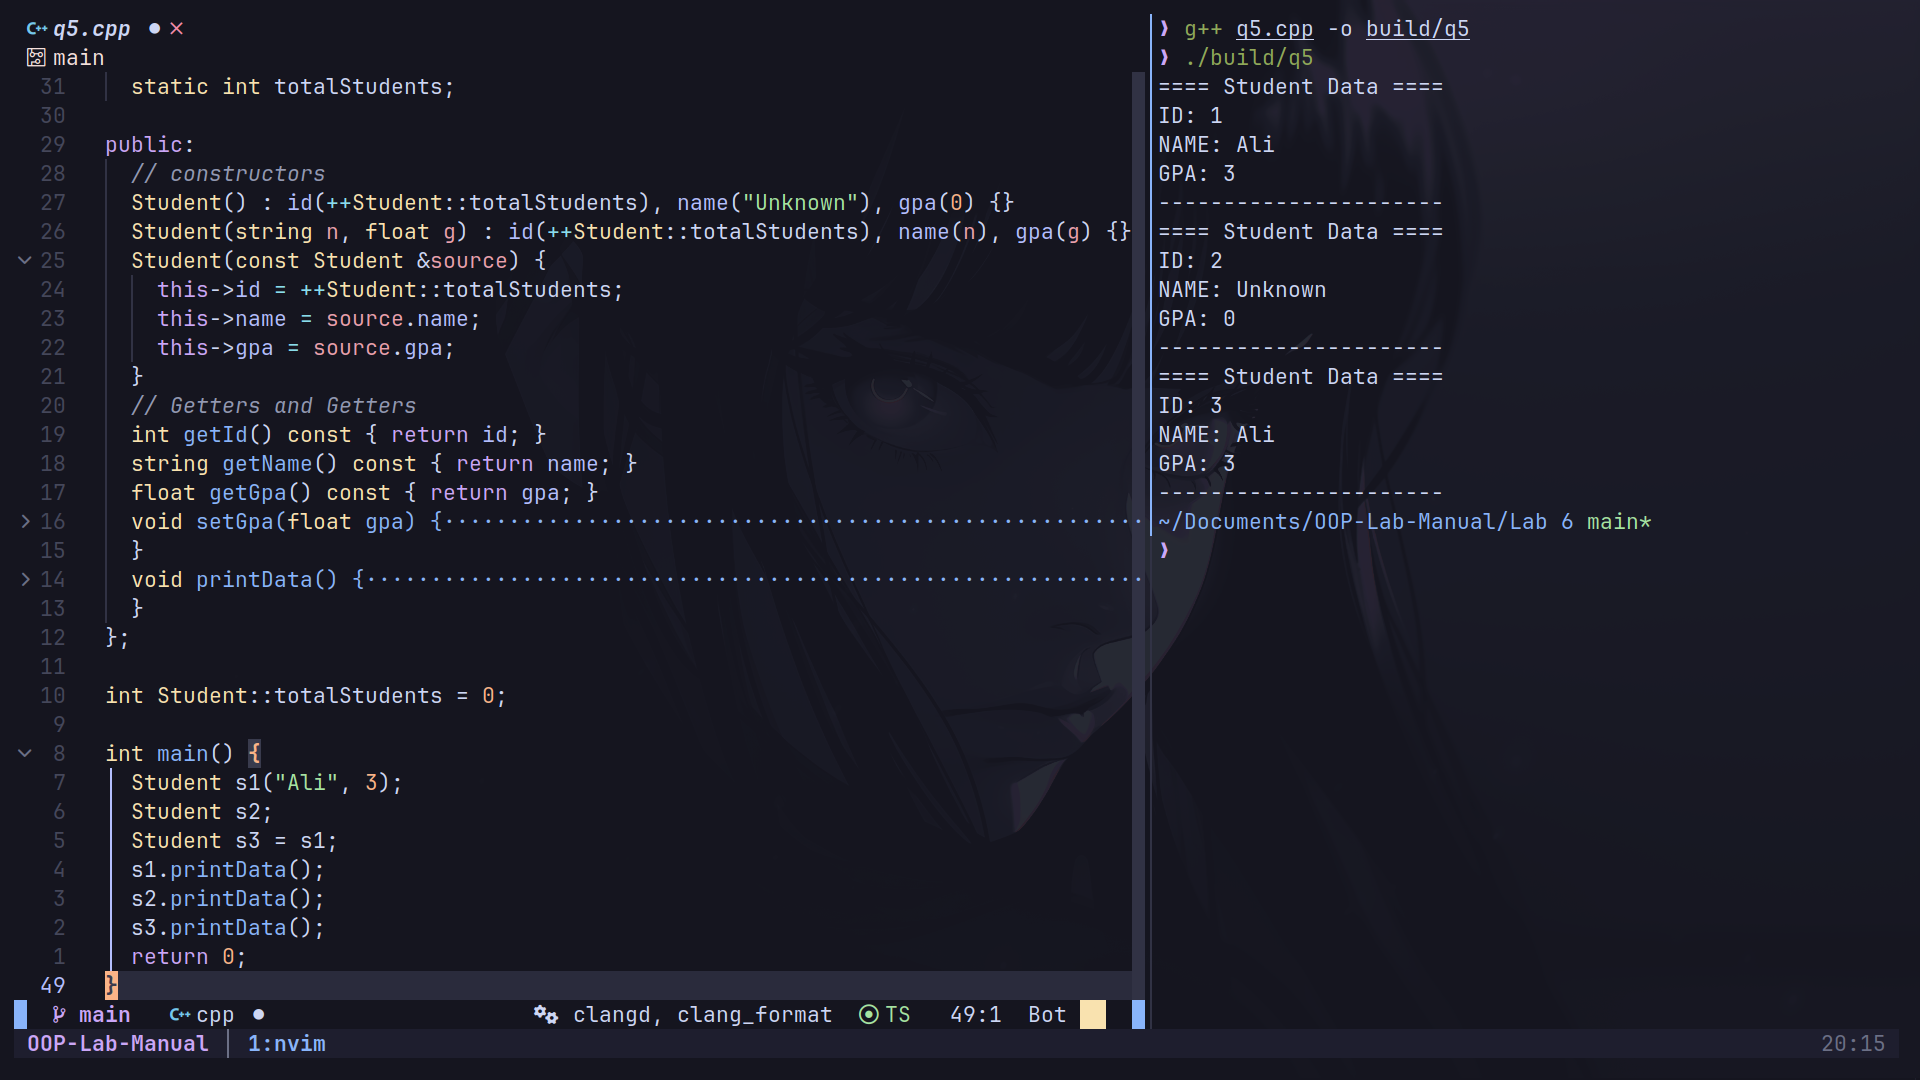 C++ q5.cpp ● ×
main
31 static int totalStudents;
30
29 public:
28 // constructors
27 Student() : id(++Student::totalStudents), name("Unknown"), gpa(0) {}
26 Student(string n, float g) : id(++Student::totalStudents), name(n), gpa(g) {}
25 Student(const Student &source) {
24 this->id = ++Student::totalStudents;
23 this->name = source.name;
22 this->gpa = source.gpa;
21 }
20 // Getters and Getters
19 int getId() const { return id; }
18 string getName() const { return name; }
17 float getGpa() const { return gpa; }
16 void setGpa(float gpa) {······················································
15 }
14 void printData() {····························································
13 }
12 };
11
10 int Student::totalStudents = 0;
9
8 int main() {
7 Student s1("Ali", 3);
6 Student s2;
5 Student s3 = s1;
4 s1.printData();
3 s2.printData();
2 s3.printData();
1 return 0;
49 }
main C++ cpp ● clangd, clang_format TS 49:1 Bot
OOP-Lab-Manual │ 1:nvim 20:15
❯ g++ q5.cpp -o build/q5
❯ ./build/q5
==== Student Data ====
ID: 1
NAME: Ali
GPA: 3
----------------------
==== Student Data ====
ID: 2
NAME: Unknown
GPA: 0
----------------------
==== Student Data ====
ID: 3
NAME: Ali
GPA: 3
----------------------
~/Documents/OOP-Lab-Manual/Lab 6 main*
❯